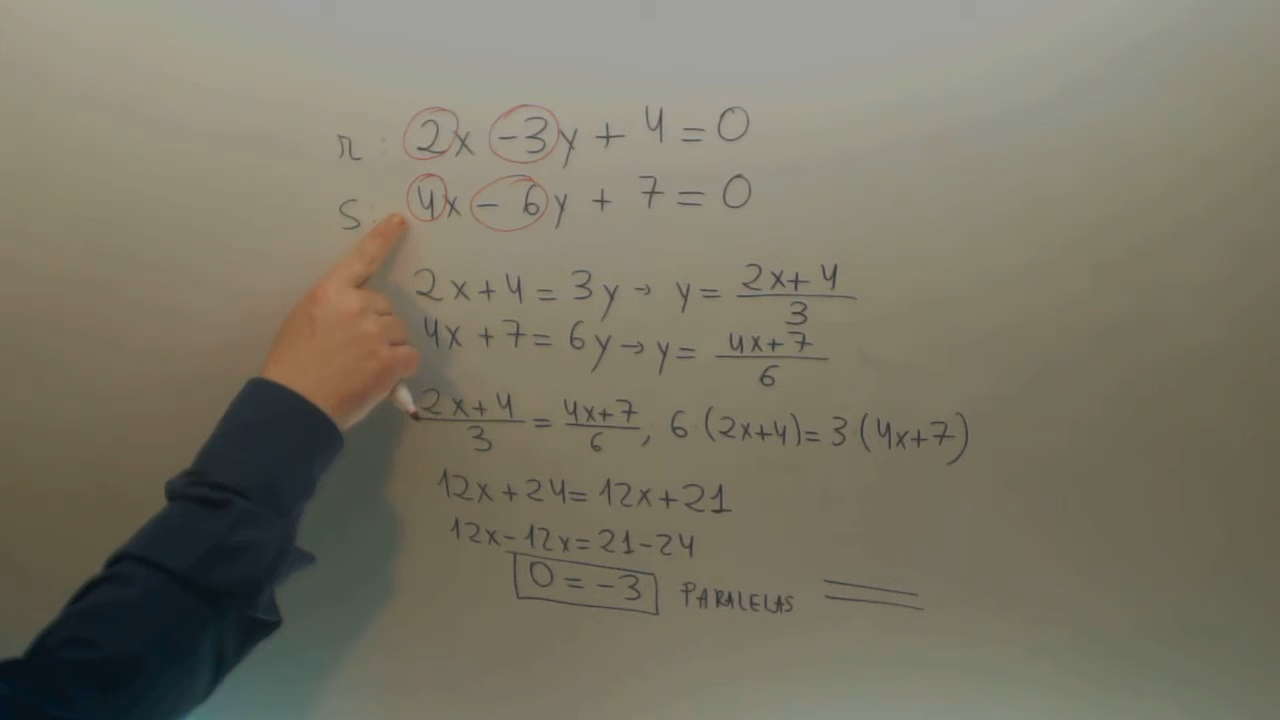 r: 2x -3y + 4 = 0
s: 4x - 6y + 7 = 0
2x+4 = 3y → y = (2x+4)/3
4x+7 = 6y → y = (4x+7)/6
(2x+4)/3 = (4x+7)/6, 6(2x+4) = 3(4x+7)
12x+24 = 12x+21
12x-12x = 21-24
0 = -3 PARALELAS